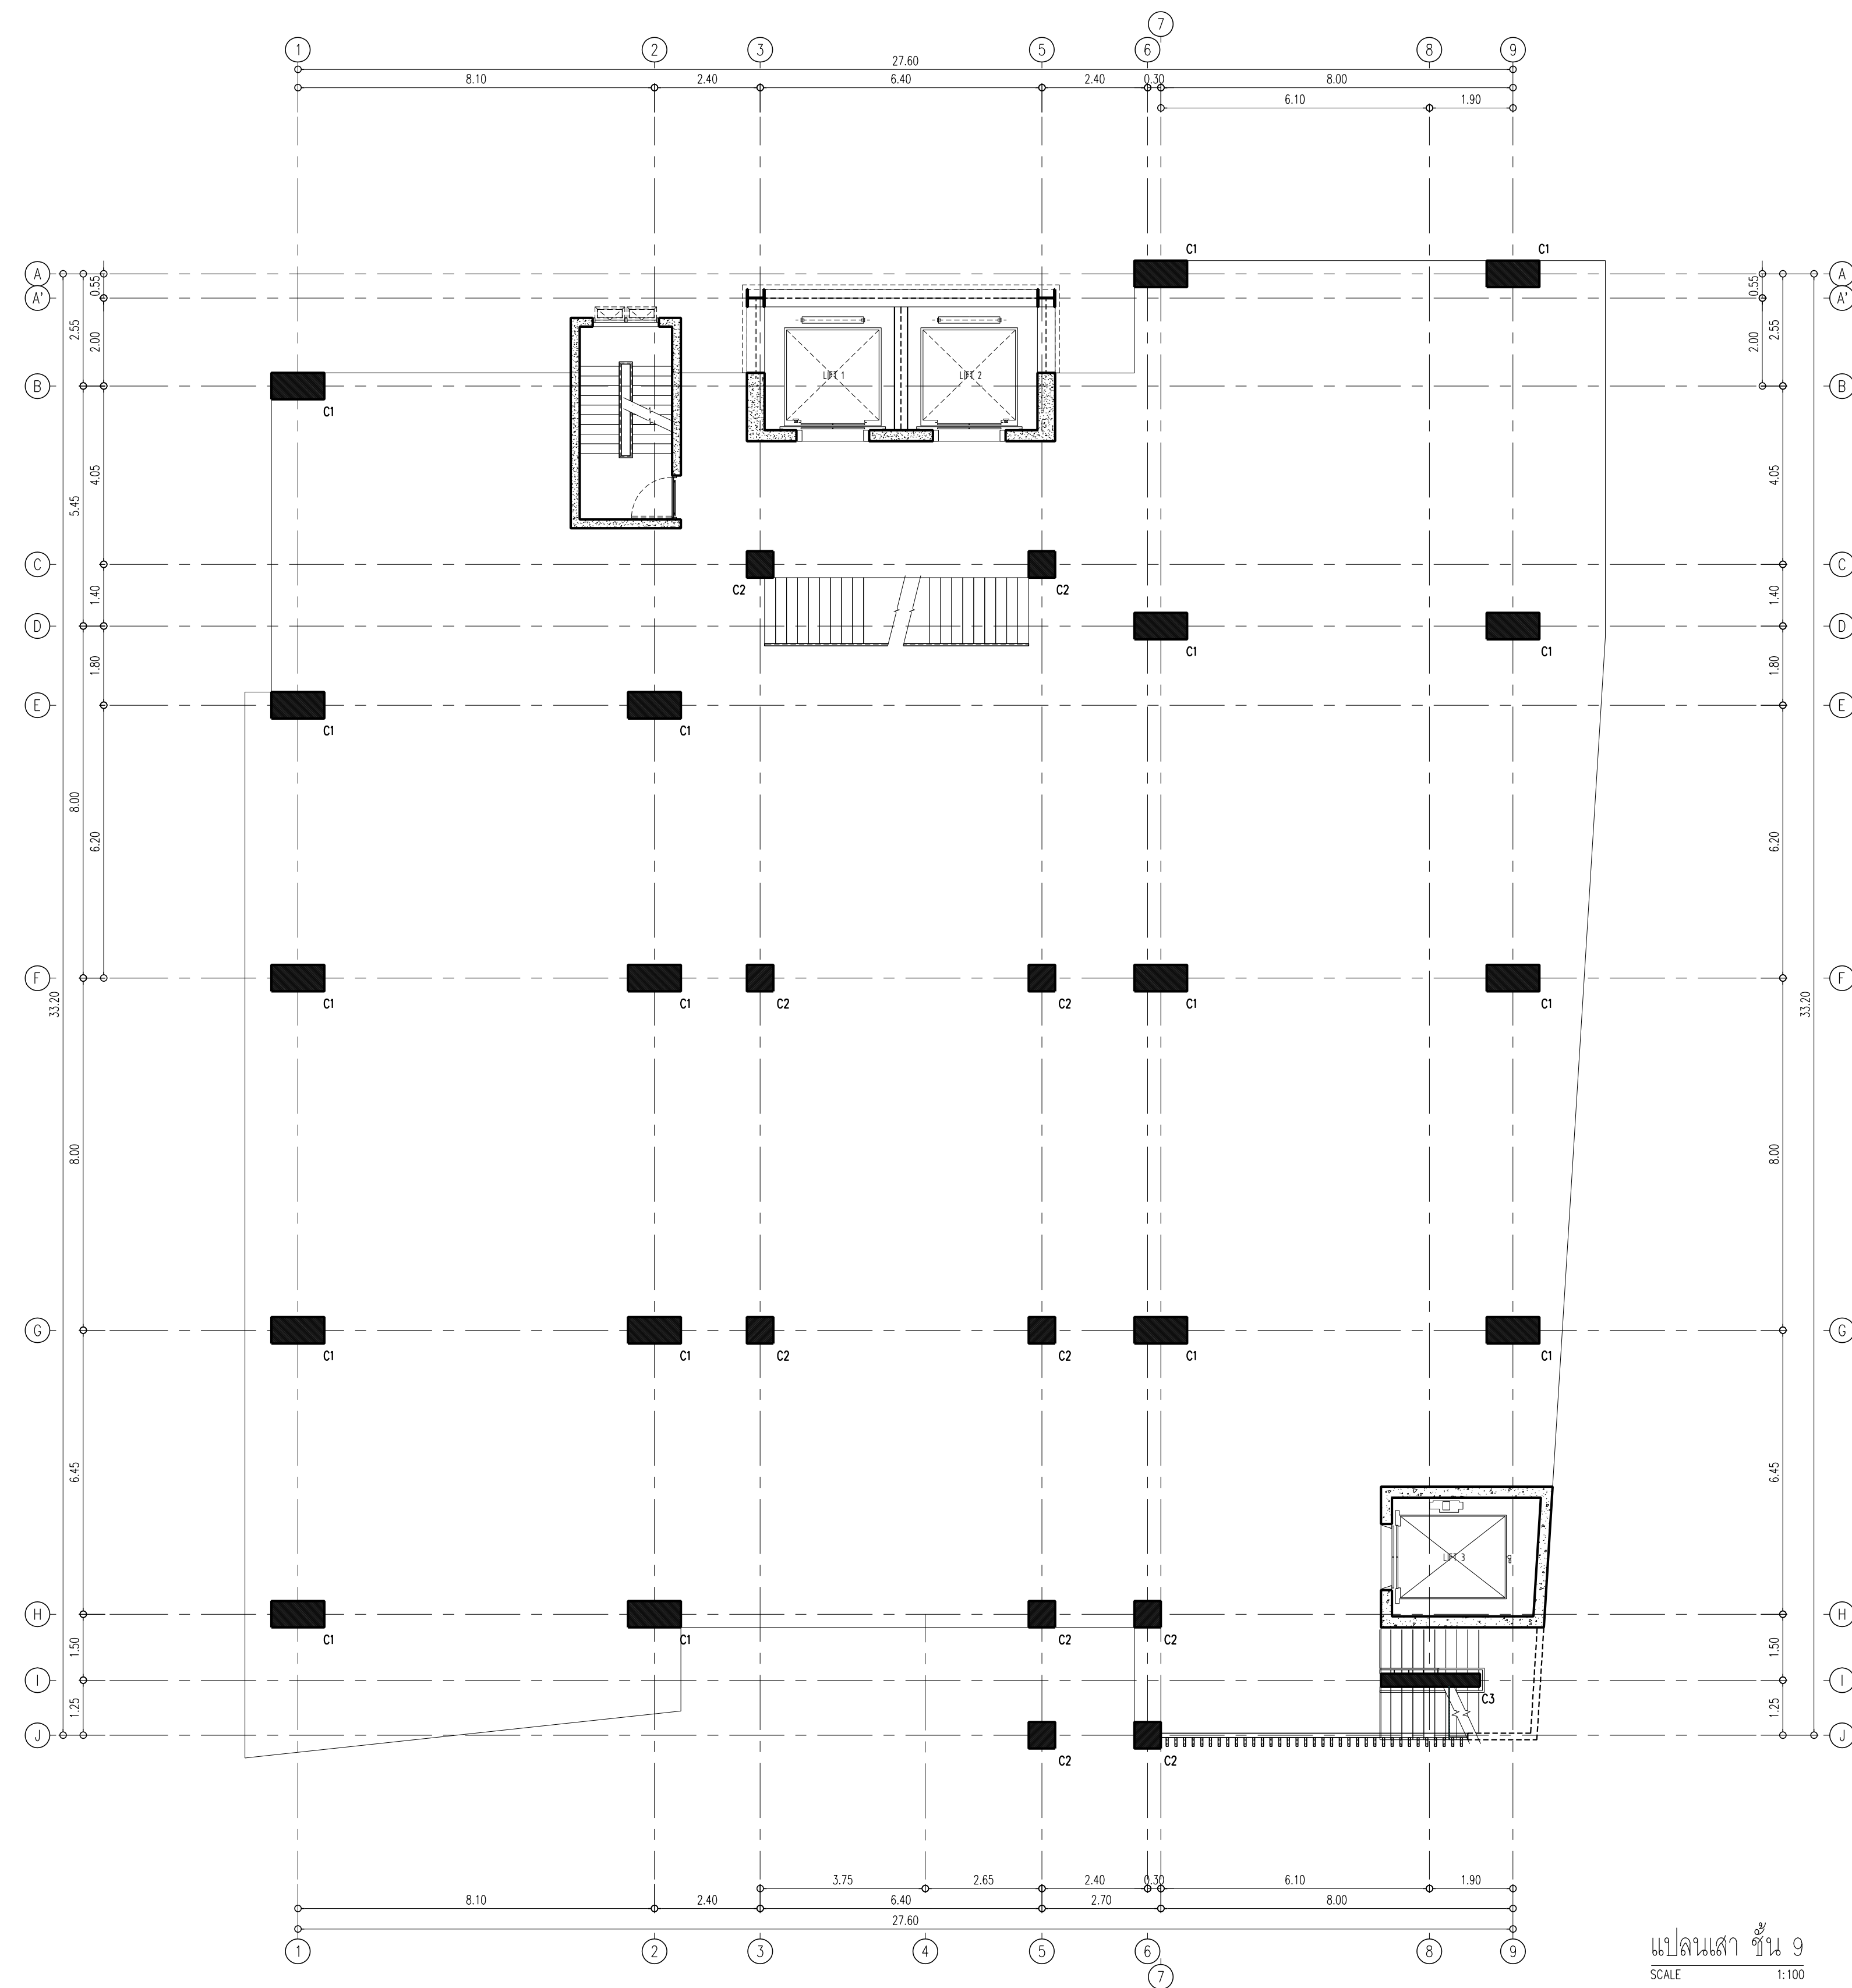 7
1 2 3 5 6 8 9
27.60
8.10 2.40 6.40 2.40 0.30 8.00
6.10 1.90
C1 C1
A 0.55 0.55 A
A' A'
2.55 2.00 2.00 2.55
LIFT 1 LIFT 2
B B
C1
5.45 4.05 4.05
C C
C2 C2
1.40 1.40
D D
C1 C1
1.80 1.80
E E
C1 C1
8.00 6.20 6.20
F F
C1 C1 C2 C2 C1 C1
33.20 33.20
8.00 8.00
G G
C1 C1 C2 C2 C1 C1
6.45 6.45
LIFT 3
H H
C1 C1 C2 C2
1.50 1.50
I I
C3
1.25 1.25
J J
C2 C2
3.75 2.65 2.40 0.30 6.10 1.90
8.10 2.40 6.40 2.70 8.00
27.60
1 2 3 4 5 6 8 9
7
แปลนเสา ชั้น 9
SCALE 1:100